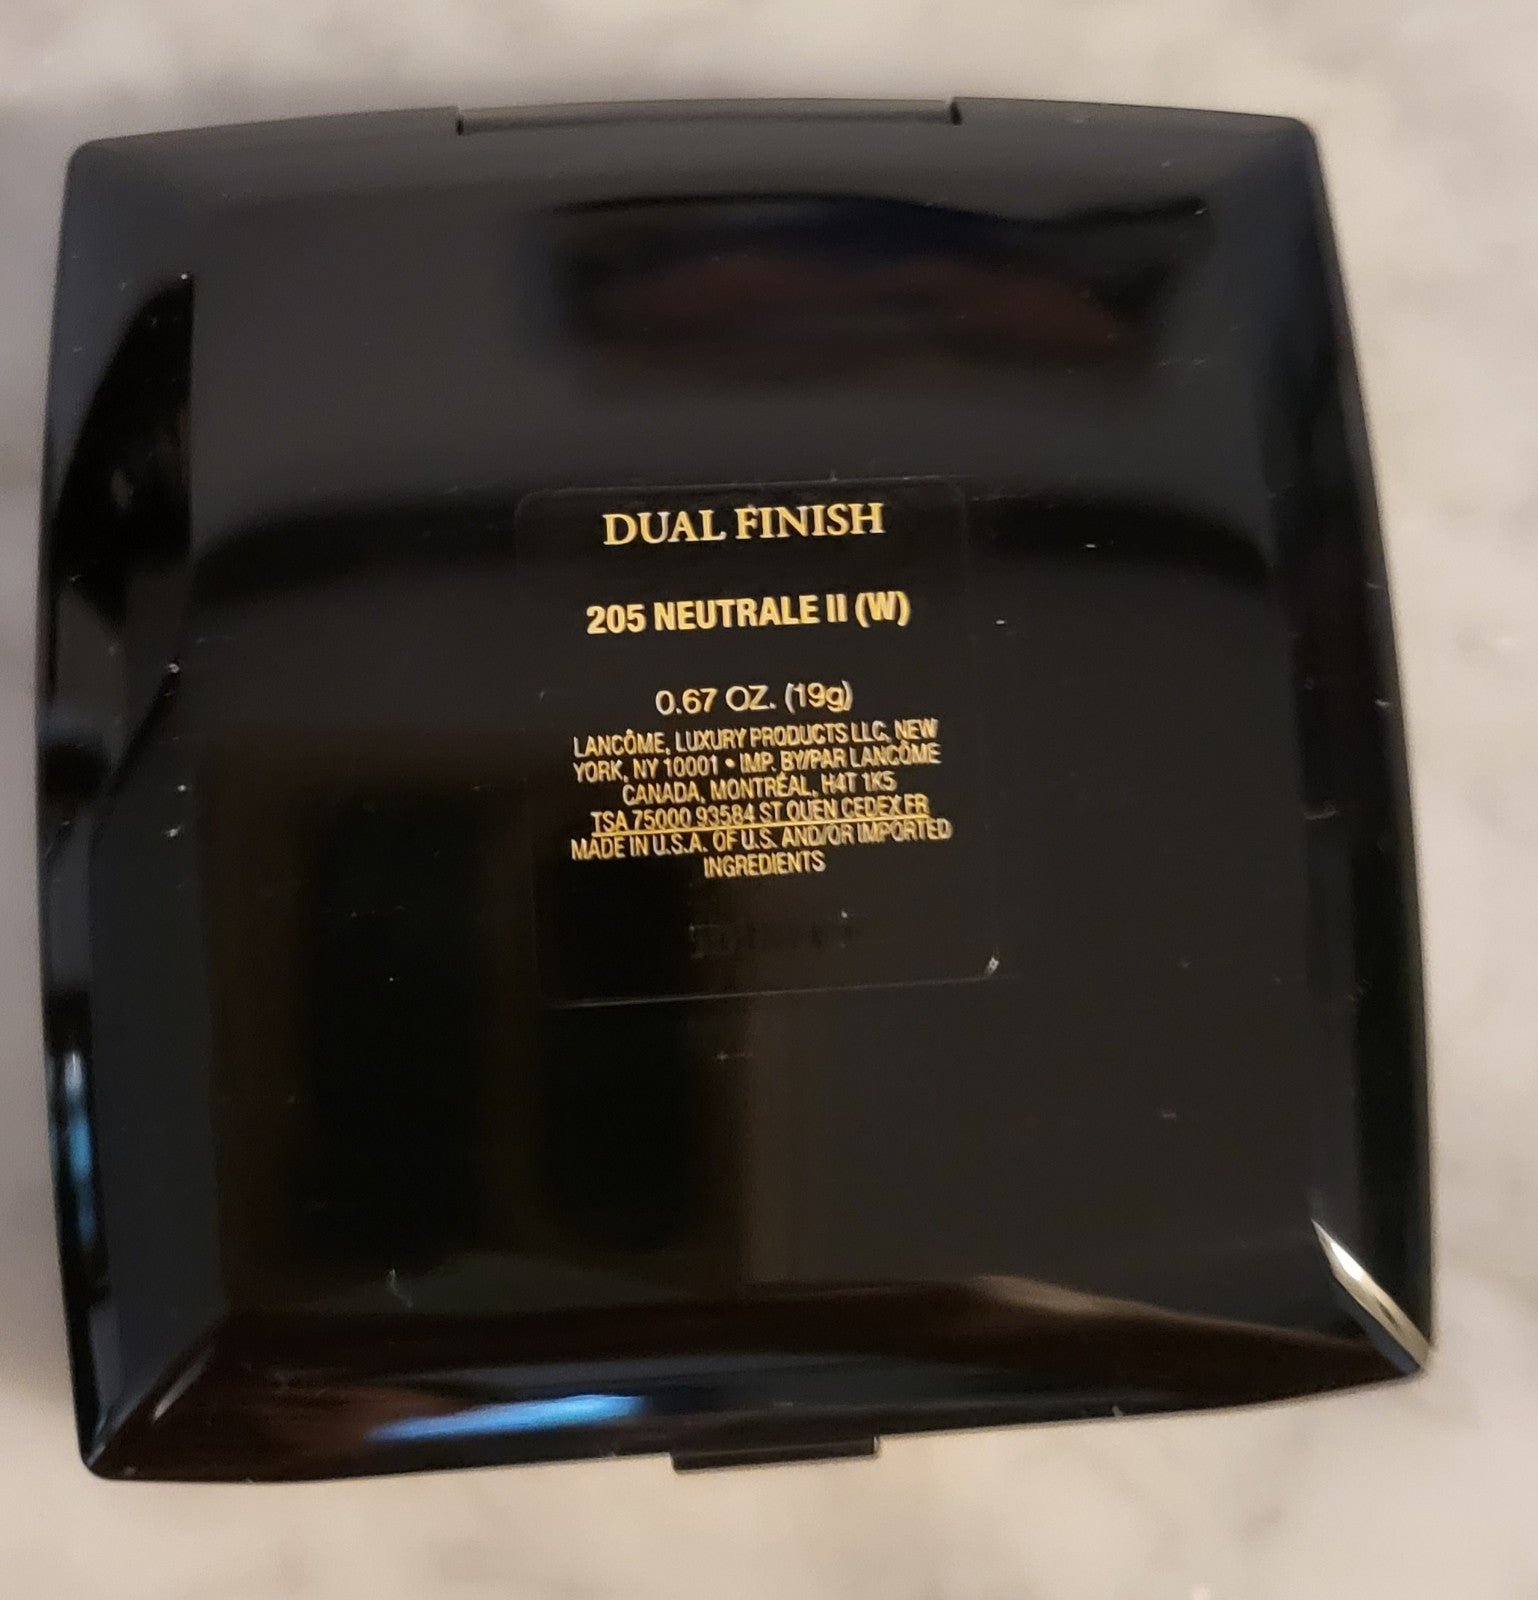 DUAL FINISH
205 NEUTRALE II (W)
0.67 OZ. (19g)
LANCÔME, LUXURY PRODUCTS LLC, NEW
YORK, NY 10001 • IMP. BY/PAR LANCÔME
CANADA, MONTRÉAL, H4T 1K5
TSA 75000 93584 ST OUEN CEDEX FR
MADE IN U.S.A. OF U.S. AND/OR IMPORTED
INGREDIENTS